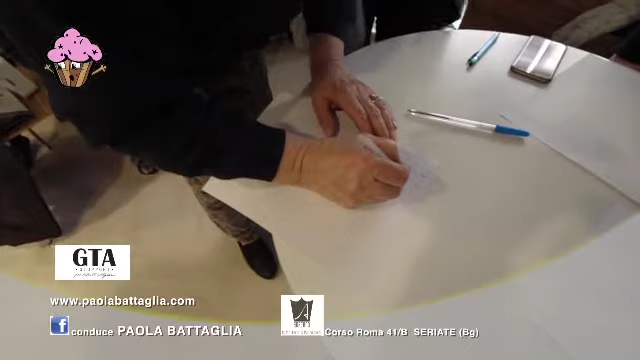 GTA
www.paolabattaglia.com
conduce PAOLA BATTAGLIA
Corso Roma 41/B SERIATE (Bg)